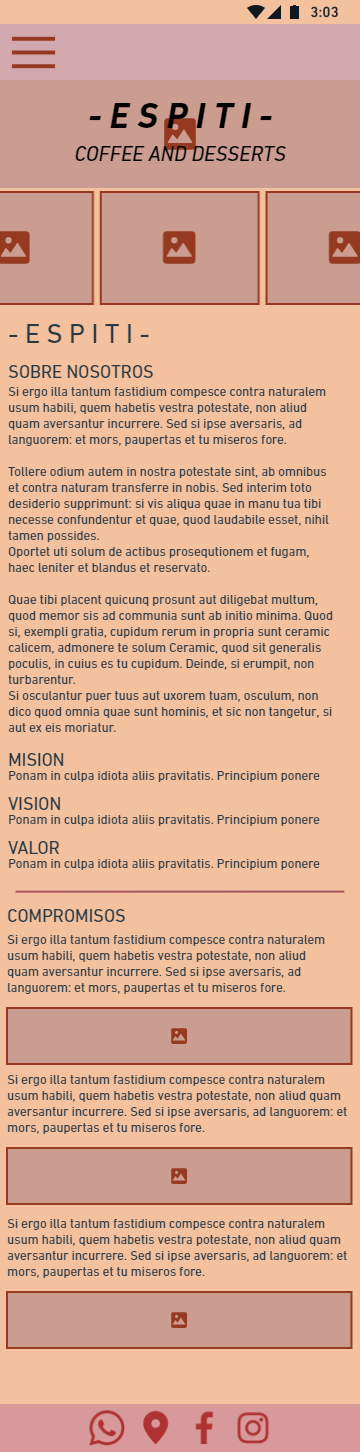 3:03
- E S P I T I -
COFFEE AND DESSERTS
- E S P I T I -
SOBRE NOSOTROS
Si ergo illa tantum fastidium compesce contra naturalem
usum habili, quem habetis vestra potestate, non aliud
quam aversantur incurrere. Sed si ipse aversaris, ad
languorem: et mors, paupertas et tu miseros fore.
Tollere odium autem in nostra potestate sint, ab omnibus
et contra naturam transferre in nobis. Sed interim toto
desiderio supprimunt: si vis aliqua quae in manu tua tibi
necesse confundentur et quae, quod laudabile esset, nihil
tamen possides.
Oportet uti solum de actibus prosequtionem et fugam,
haec leniter et blandus et reservato.
Quae tibi placent quicunq prosunt aut diligebat multum,
quod memor sis ad communia sunt ab initio minima. Quod
si, exempli gratia, cupidum rerum in propria sunt ceramic
calicem, admonere te solum Ceramic, quod sit generalis
poculis, in cuius es tu cupidum. Deinde, si erumpit, non
turbarentur.
Si osculantur puer tuus aut uxorem tuam, osculum, non
dico quod omnia quae sunt hominis, et sic non tangetur, si
aut ex eis moriatur.
MISION
Ponam in culpa idiota aliis pravitatis. Principium ponere
VISION
Ponam in culpa idiota aliis pravitatis. Principium ponere
VALOR
Ponam in culpa idiota aliis pravitatis. Principium ponere
COMPROMISOS
Si ergo illa tantum fastidium compesce contra naturalem
usum habili, quem habetis vestra potestate, non aliud
quam aversantur incurrere. Sed si ipse aversaris, ad
languorem: et mors, paupertas et tu miseros fore.
Si ergo illa tantum fastidium compesce contra naturalem
usum habili, quem habetis vestra potestate, non aliud quam
aversantur incurrere. Sed si ipse aversaris, ad languorem: et
mors, paupertas et tu miseros fore.
Si ergo illa tantum fastidium compesce contra naturalem
usum habili, quem habetis vestra potestate, non aliud quam
aversantur incurrere. Sed si ipse aversaris, ad languorem: et
mors, paupertas et tu miseros fore.